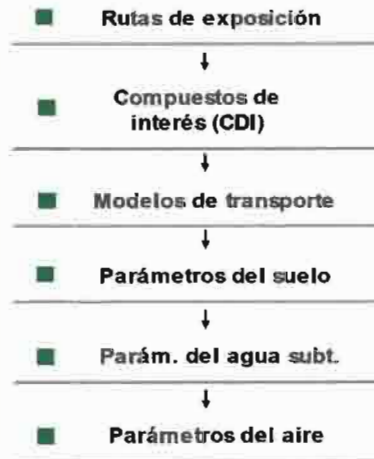 Rutas de exposición
Compuestos de
interés (CDI)
Modelos de transporte
Parámetros del suelo
Parám. del agua subt.
Parámetros del aire